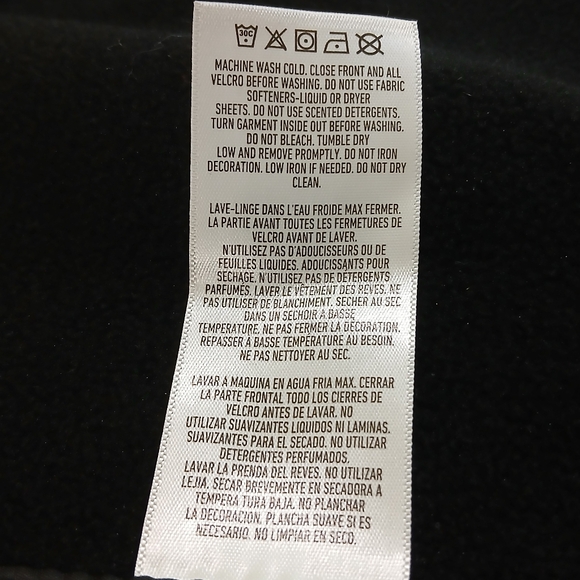 30C
MACHINE WASH COLD. CLOSE FRONT AND ALL
VELCRO BEFORE WASHING. DO NOT USE FABRIC
SOFTENERS-LIQUID OR DRYER
SHEETS. DO NOT USE SCENTED DETERGENTS.
TURN GARMENT INSIDE OUT BEFORE WASHING.
DO NOT BLEACH. TUMBLE DRY
LOW AND REMOVE PROMPTLY. DO NOT IRON
DECORATION. LOW IRON IF NEEDED. DO NOT DRY
CLEAN.
LAVE-LINGE DANS L'EAU FROIDE MAX FERMER.
LA PARTIE AVANT TOUTES LES FERMETURES DE
VELCRO AVANT DE LAVER.
N'UTILISEZ PAS D'ADOUCISSEURS OU DE
FEUILLES LIQUIDES. ADOUCISSANTS POUR
SECHAGE. N'UTILISEZ PAS DE DETERGENTS
PARFUMES. LAVER LE VÊTEMENT DES REVES. NE
PAS UTILISER DE BLANCHIMENT. SECHER AU SEC
DANS UN SECHOIR A BASSE
TEMPERATURE. NE PAS FERMER LA DÉCORATION.
REPASSER À BASSE TEMPÉRATURE AU BESOIN.
NE PAS NETTOYER AU SEC.
LAVAR A MAQUINA EN AGUA FRIA MAX. CERRAR
LA PARTE FRONTAL TODO LOS CIERRES DE
VELCRO ANTES DE LAVAR. NO
UTILIZAR SUAVIZANTES LIQUIDOS NI LAMINAS.
SUAVIZANTES PARA EL SECADO. NO UTILIZAR
DETERGENTES PERFUMADOS.
LAVAR LA PRENDA DEL REVES. NO UTILIZAR
LEJIA. SECAR BREVEMENTE EN SECADORA A
TEMPERA TURA BAJA. NO PLANCHAR
LA DECORACION. PLANCHA SUAVE SI ES
NECESARIO. NO LIMPIAR EN SECO.